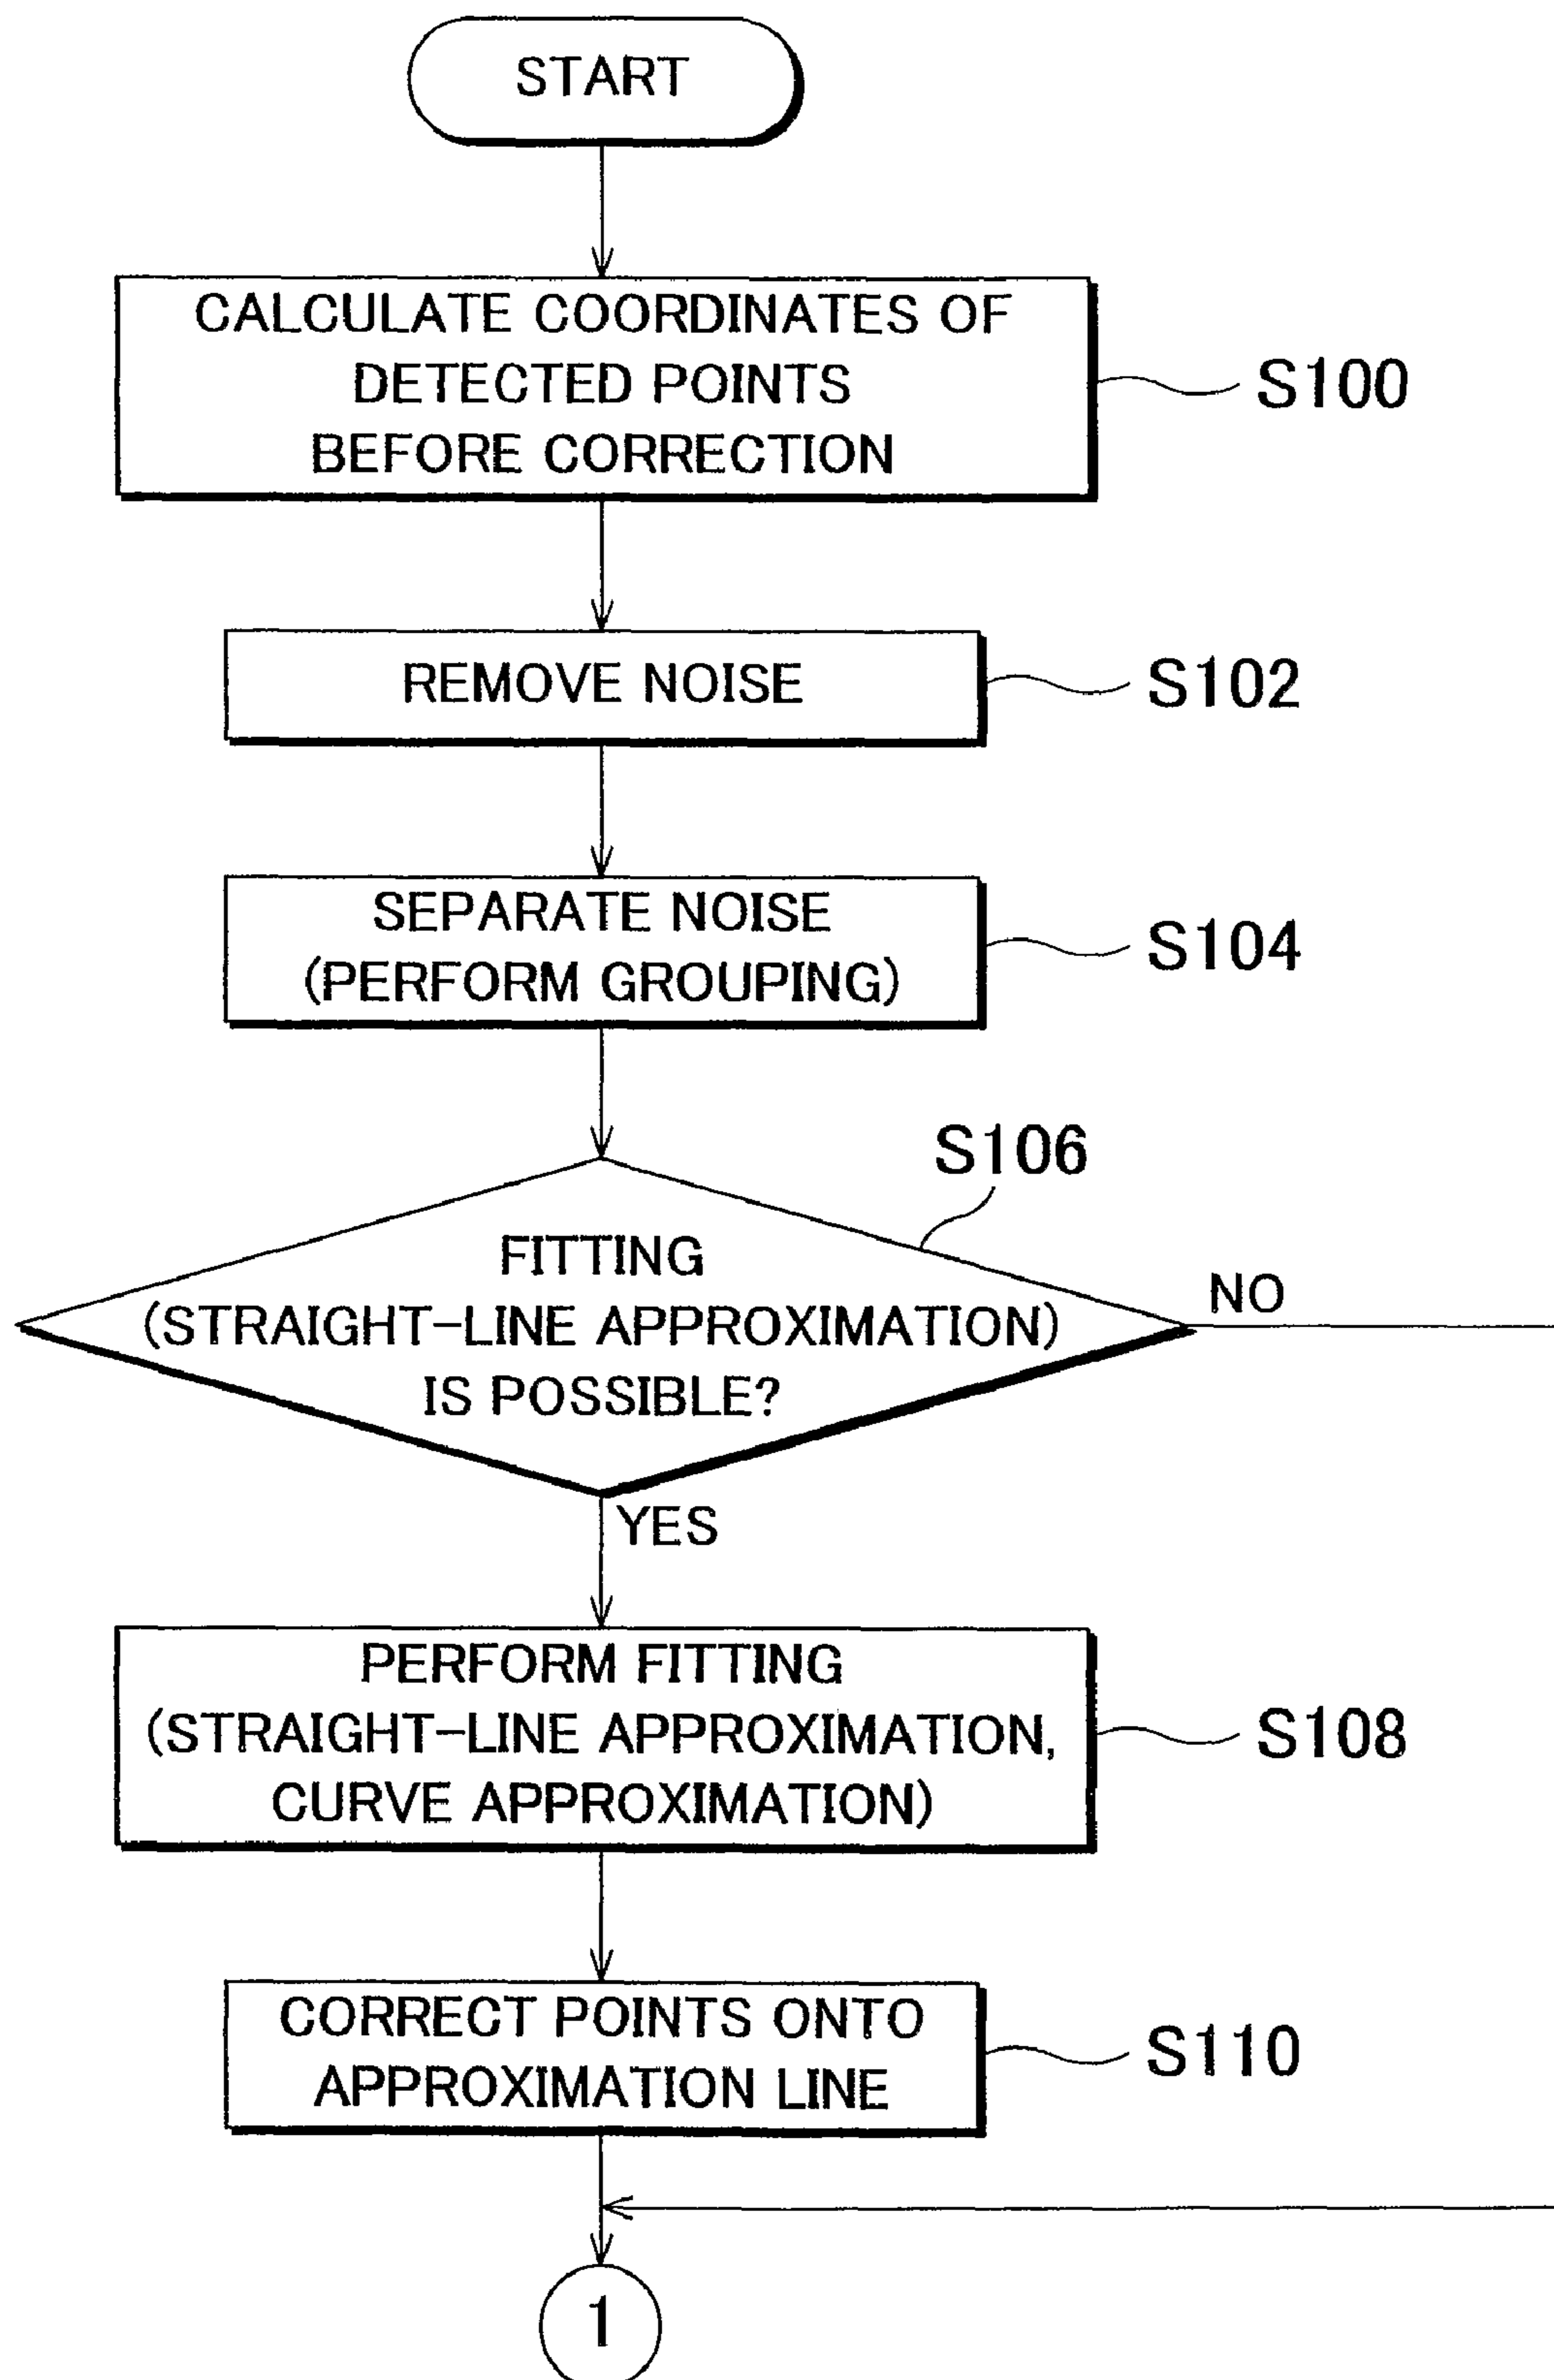 START
CALCULATE COORDINATES OF
DETECTED POINTS
BEFORE CORRECTION
S100
REMOVE NOISE
S102
SEPARATE NOISE
(PERFORM GROUPING)
S104
S106
FITTING
(STRAIGHT-LINE APPROXIMATION)
IS POSSIBLE?
NO
YES
PERFORM FITTING
(STRAIGHT-LINE APPROXIMATION,
CURVE APPROXIMATION)
S108
CORRECT POINTS ONTO
APPROXIMATION LINE
S110
1